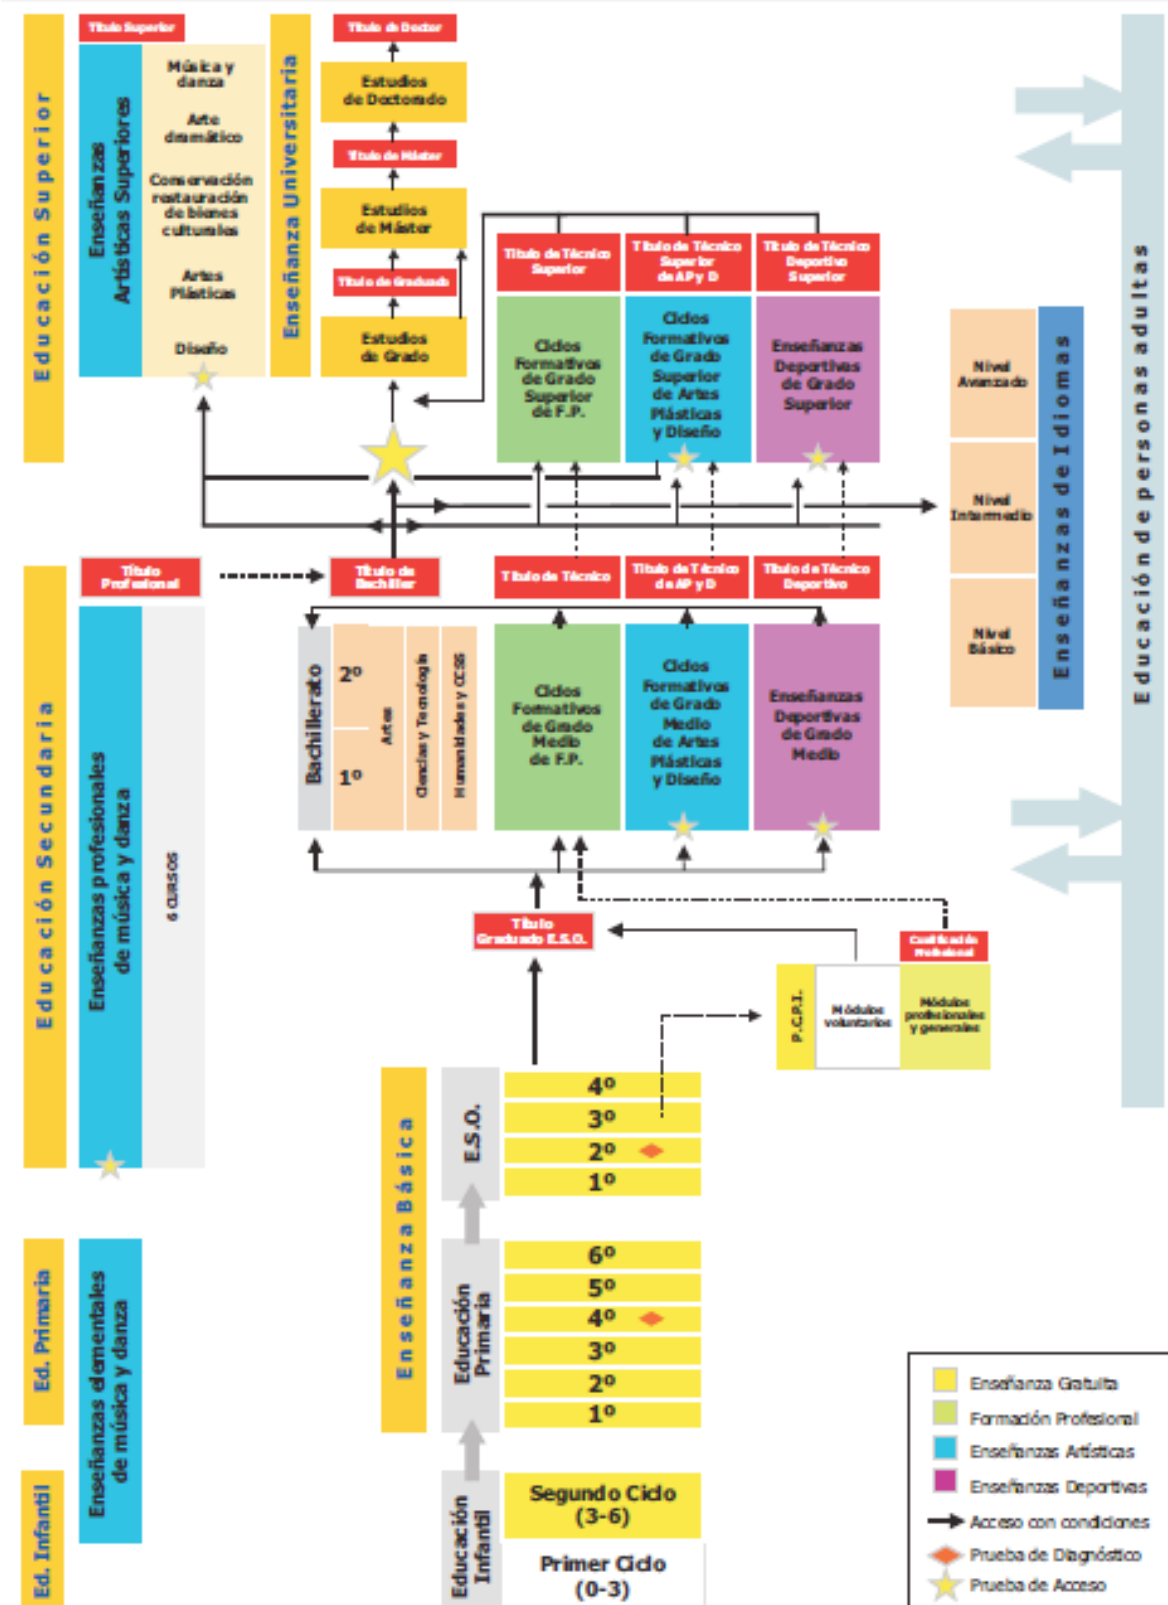 Educación Superior
Título Superior
Enseñanzas
Artísticas Superiores
Música y
danza
Arte
dramático
Conservación
restauración
de bienes
culturales
Artes
Plásticas
Diseño
Enseñanza Universitaria
Título de Doctor
Estudios
de Doctorado
Título de Máster
Estudios
de Máster
Título de Graduado
Estudios
de Grado
Título de Técnico
Superior
Título de Técnico
Superior
de AP y D
Título de Técnico
Deportivo
Superior
Ciclos
Formativos
de Grado
Superior
de F.P.
Ciclos
Formativos
de Grado
Superior
de Artes
Plásticas
y Diseño
Enseñanzas
Deportivas
de Grado
Superior
Nivel
Avanzado
Nivel
Intermedio
Nivel
Básico
Enseñanzas de Idiomas
Educación de personas adultas
Educación Secundaria
Título
Profesional
Enseñanzas profesionales
de música y danza
6 CURSOS
Título de
Bachiller
Bachillerato
2º
1º
Artes
Ciencias y Tecnología
Humanidades y CCSS
Título de Técnico
Título de Técnico
de AP y D
Título de Técnico
Deportivo
Ciclos
Formativos
de Grado
Medio
de F.P.
Ciclos
Formativos
de Grado
Medio
de Artes
Plásticas
y Diseño
Enseñanzas
Deportivas
de Grado
Medio
Título
Graduado E.S.O.
Cualificación
Profesional
P.C.P.I.
Módulos
voluntarios
Módulos
profesionales
y generales
Enseñanza Básica
E.S.O.
4º
3º
2º
1º
Ed. Primaria
Enseñanzas elementales
de música y danza
Educación
Primaria
6º
5º
4º
3º
2º
1º
Ed. Infantil
Educación
Infantil
Segundo Ciclo
(3-6)
Primer Ciclo
(0-3)
Enseñanza Gratuita
Formación Profesional
Enseñanzas Artísticas
Enseñanzas Deportivas
Acceso con condiciones
Prueba de Diagnóstico
Prueba de Acceso